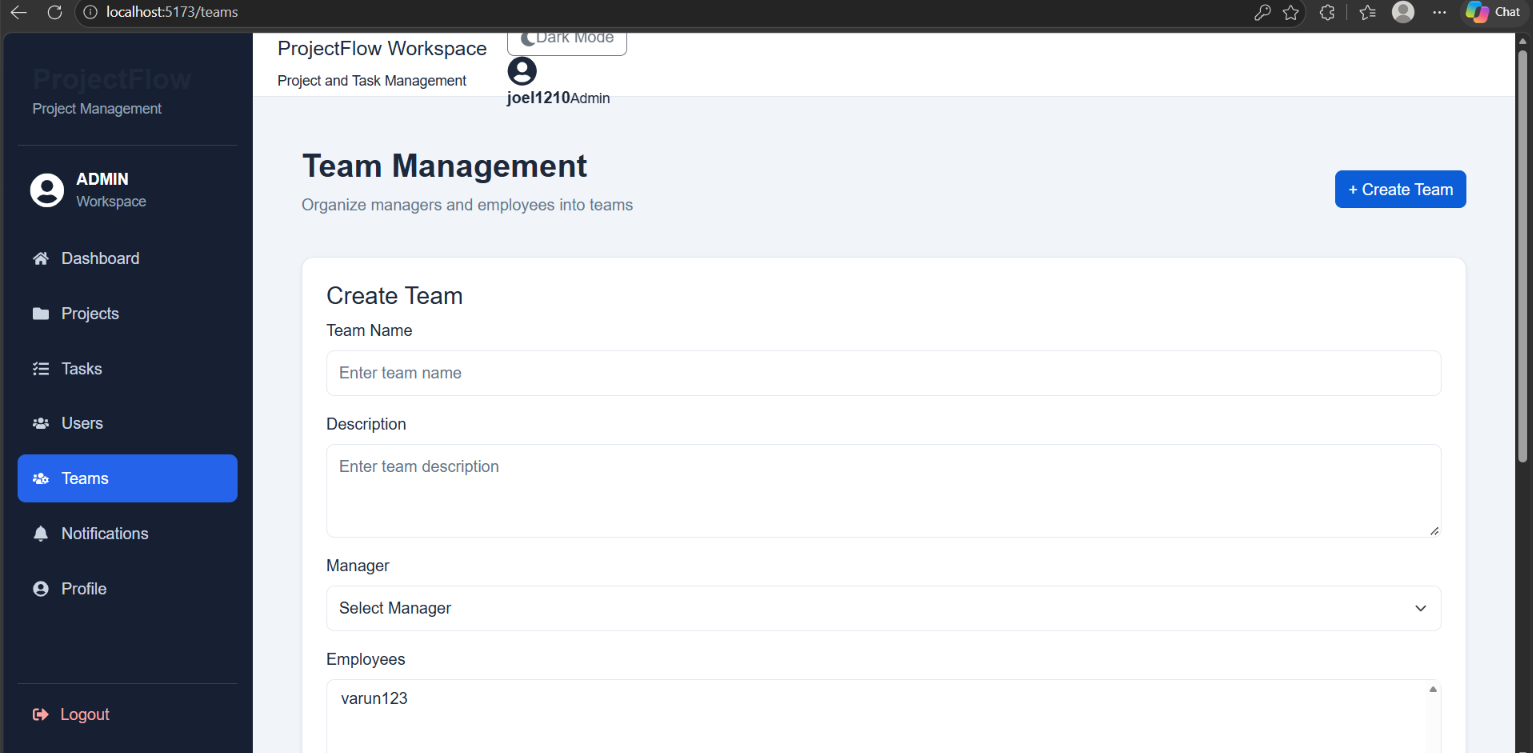 localhost:5173/teams
Chat
ProjectFlow
Project Management
ADMIN
Workspace
Dashboard
Projects
Tasks
Users
Teams
Notifications
Profile
Logout
ProjectFlow Workspace
Project and Task Management
Dark Mode
joel1210Admin
Team Management
Organize managers and employees into teams
+ Create Team
Create Team
Team Name
Enter team name
Description
Enter team description
Manager
Select Manager
Employees
varun123